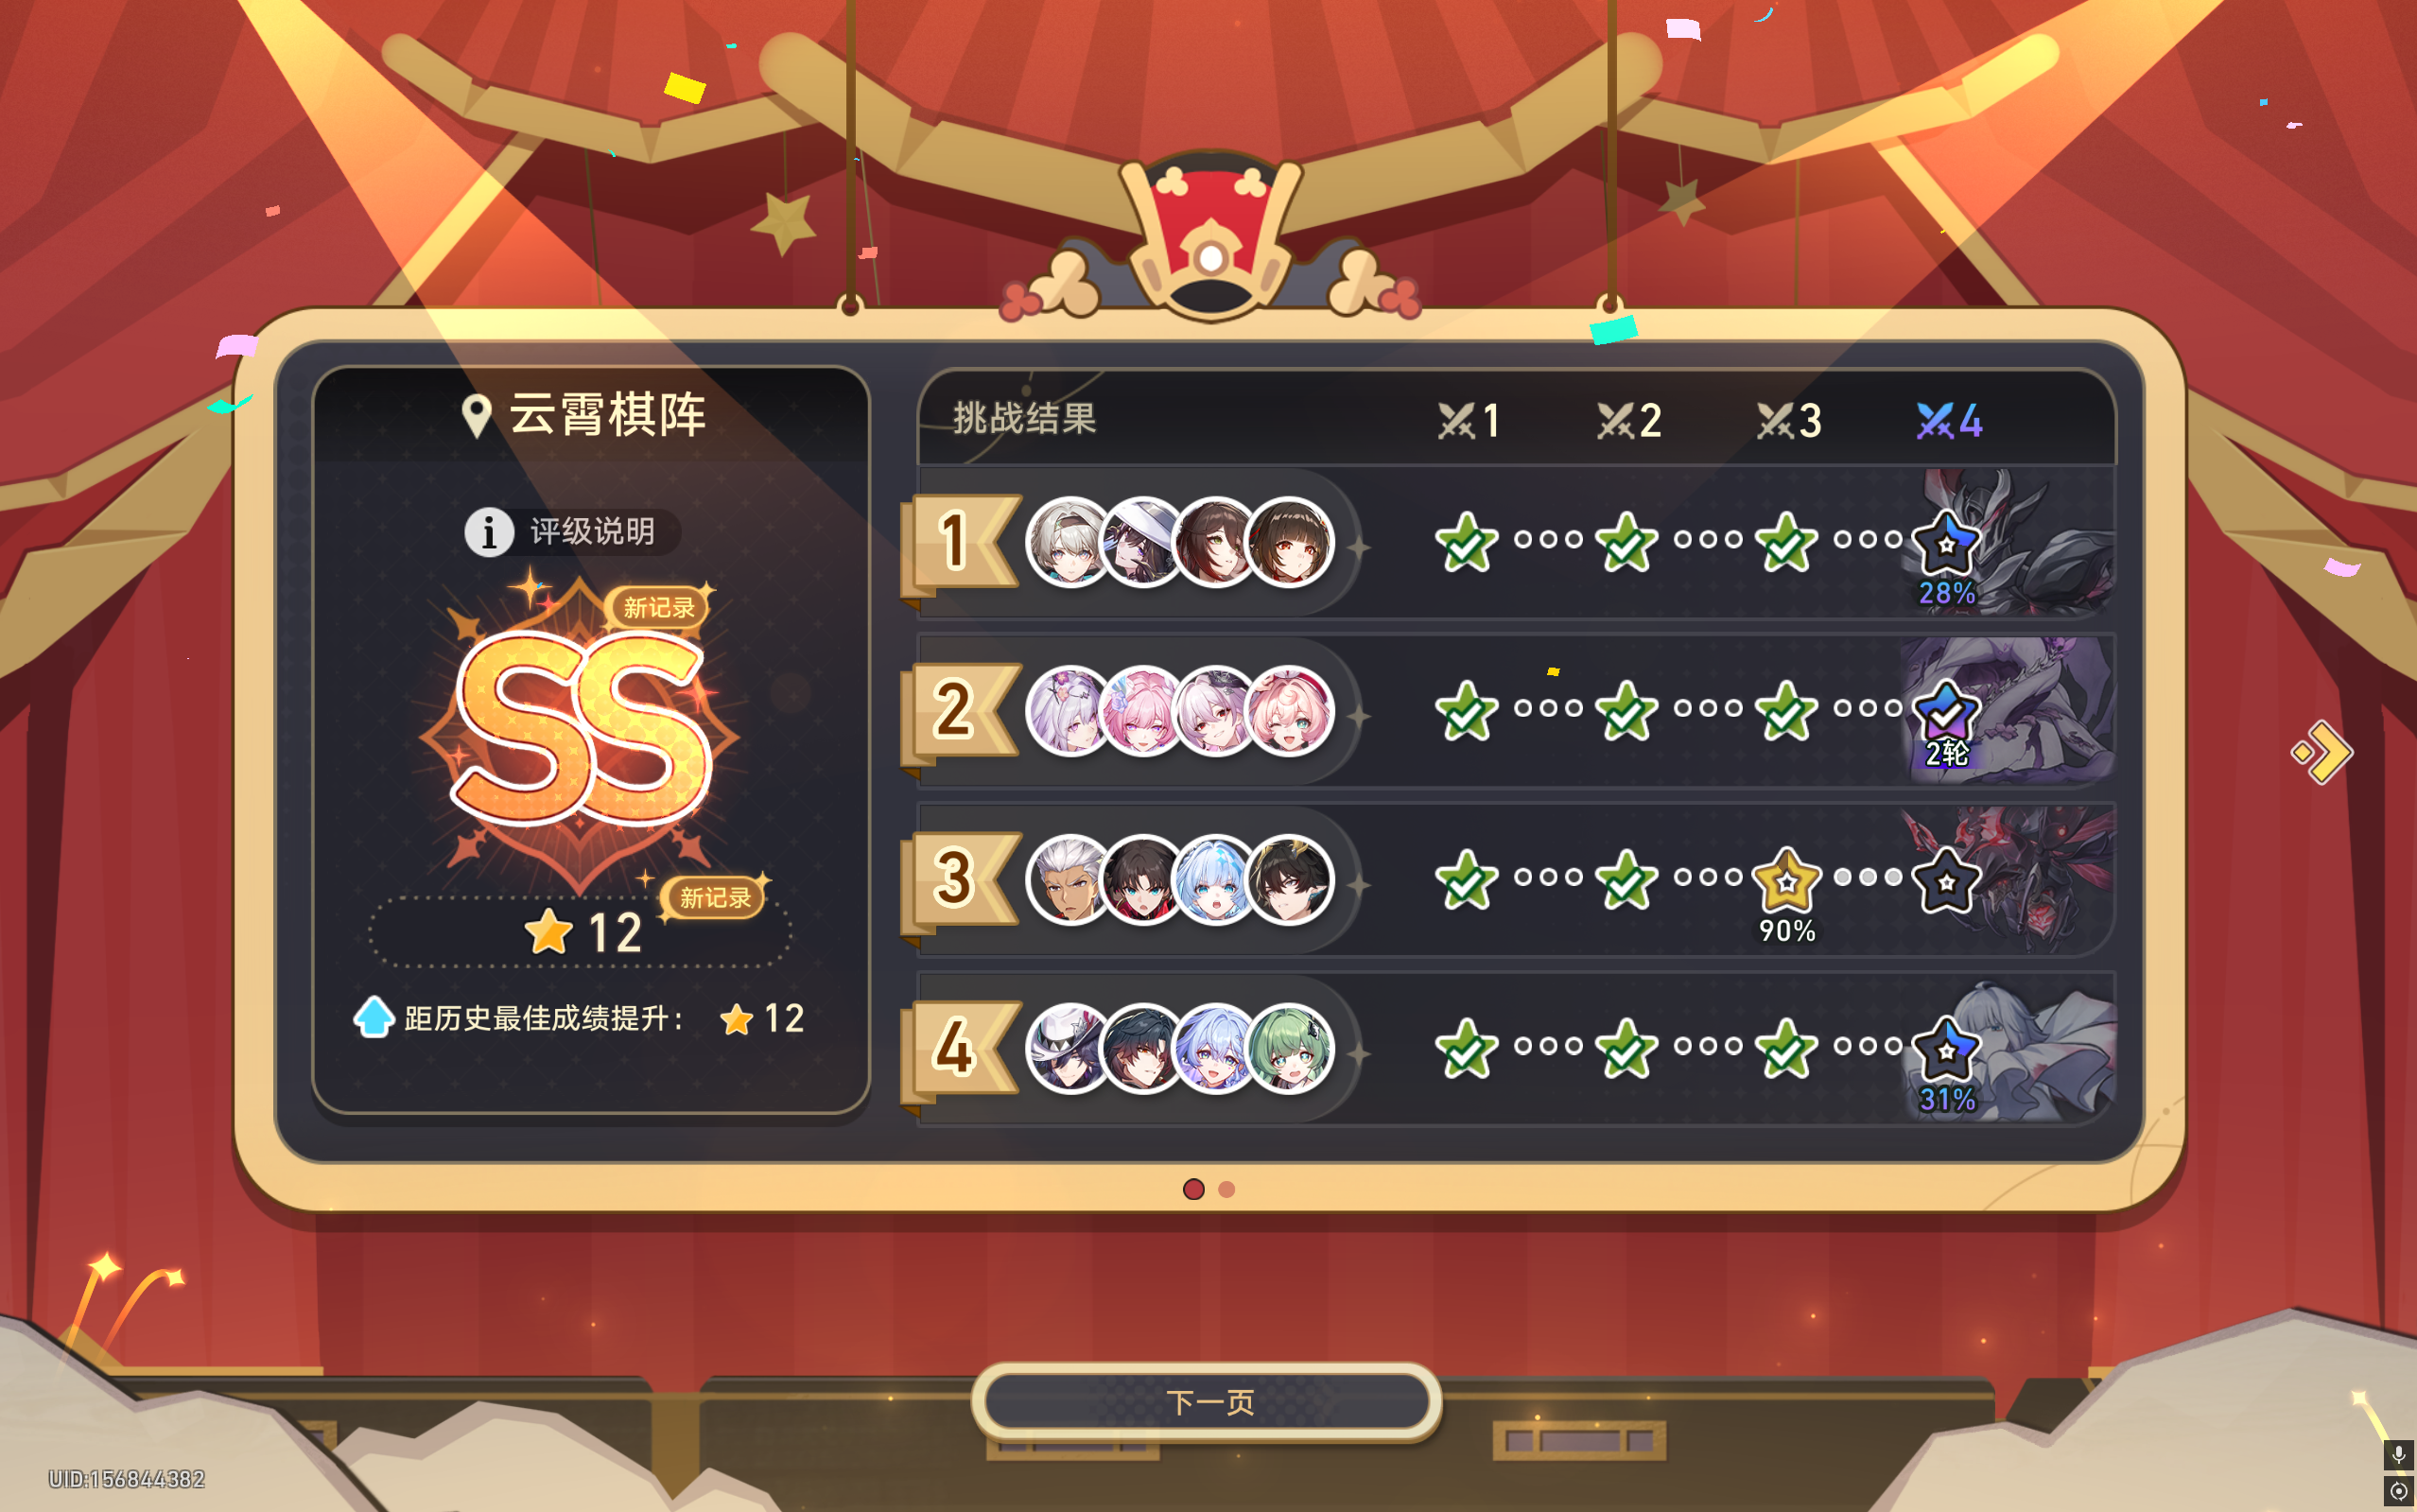 云霄棋阵
评级说明
新记录
SS
新记录
12
距历史最佳成绩提升: 12
挑战结果 1 2 3 4
1
28%
2
2轮
3
90%
4
31%
下一页
UID:156844382